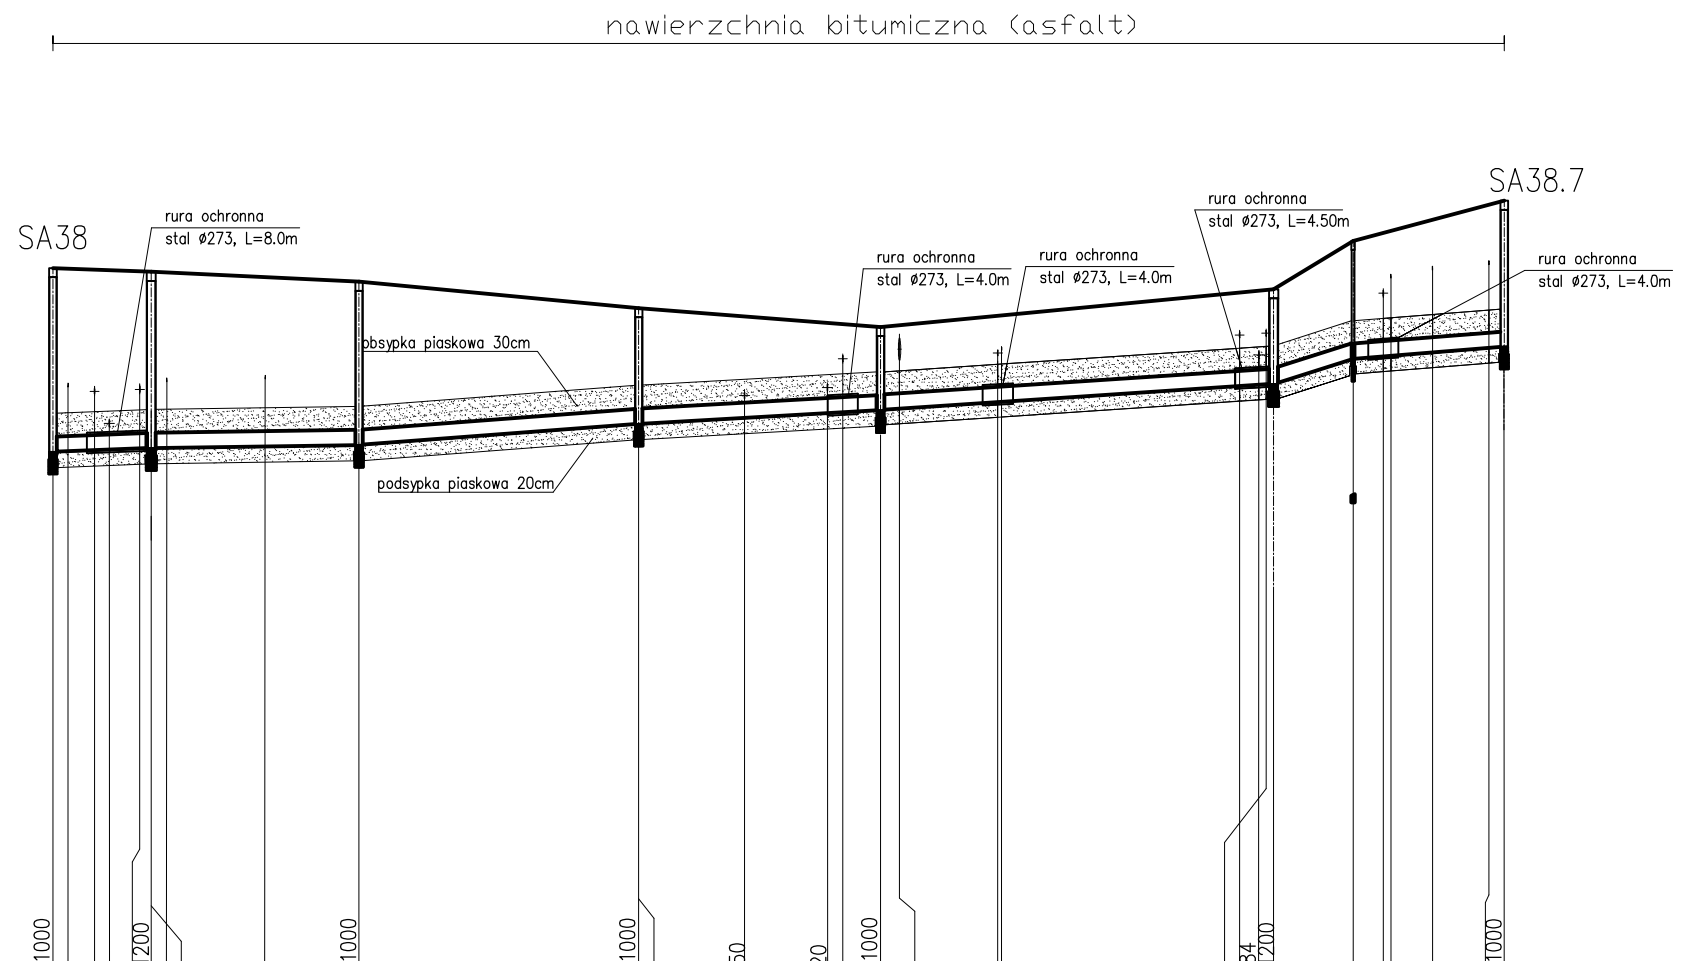 nawierzchnia bitumiczna (asfalt)
SA38.7
rura ochronna
stal ø273, L=4.50m
rura ochronna
stal ø273, L=8.0m
SA38
rura ochronna
stal ø273, L=4.0m
rura ochronna
stal ø273, L=4.0m
rura ochronna
stal ø273, L=4.0m
obsypka piaskowa 30cm
podsypka piaskowa 20cm
1000
1000
1000
1000
1000